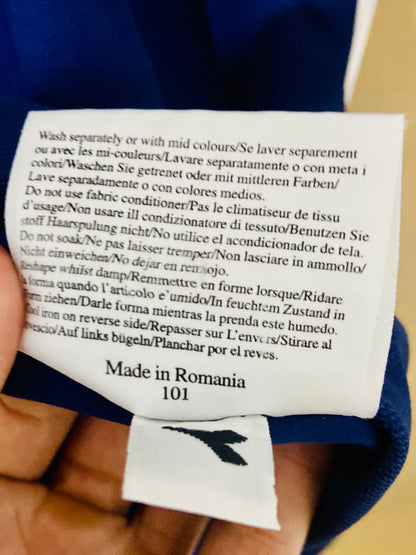 Wash separately or with mid colours/Se laver separement
ou avec les mi-couleurs/Lavare separatamente o con meta i
colori/Waschen Sie getrenet oder mit mittleren Farben/
Lave separadamente o con colores medios.
Do not use fabric conditioner/Pas le climatiseur de tissu
d'usage/Non usare ill condizionatore di tessuto/Benutzen Sie
stoff Haarspulung nicht/No utilice el acondicionador de tela.
Do not soak/Ne pas laisser tremper/Non lasciare in ammollo/
Nicht einweichen/No dejar en remojo.
Reshape whilst damp/Remmettre en forme lorsque/Ridare
forma quando l'articolo e'umido/In feuchtem Zustand in
ziehen/Darle forma mientras la prenda este humedo.
iron on reverse side/Repasser sur L'envers/Stirare al
/Auf links bügeln/Planchar por el reves.
Made in Romania
101